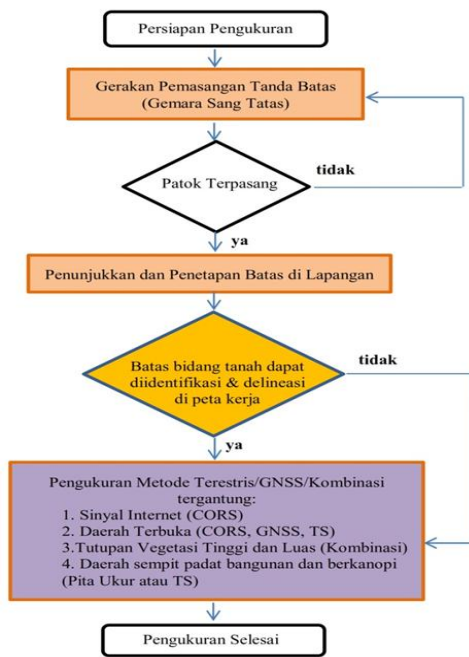 Persiapan Pengukuran
Gerakan Pemasangan Tanda Batas
(Gemara Sang Tatas)
tidak
Patok Terpasang
ya
Penunjukkan dan Penetapan Batas di Lapangan
tidak
Batas bidang tanah dapat
diidentifikasi & delineasi
di peta kerja
ya
Pengukuran Metode Terestris/GNSS/Kombinasi
tergantung:
1. Sinyal Internet (CORS)
2. Daerah Terbuka (CORS, GNSS, TS)
3.Tutupan Vegetasi Tinggi dan Luas (Kombinasi)
4. Daerah sempit padat bangunan dan berkanopi
(Pita Ukur atau TS)
Pengukuran Selesai